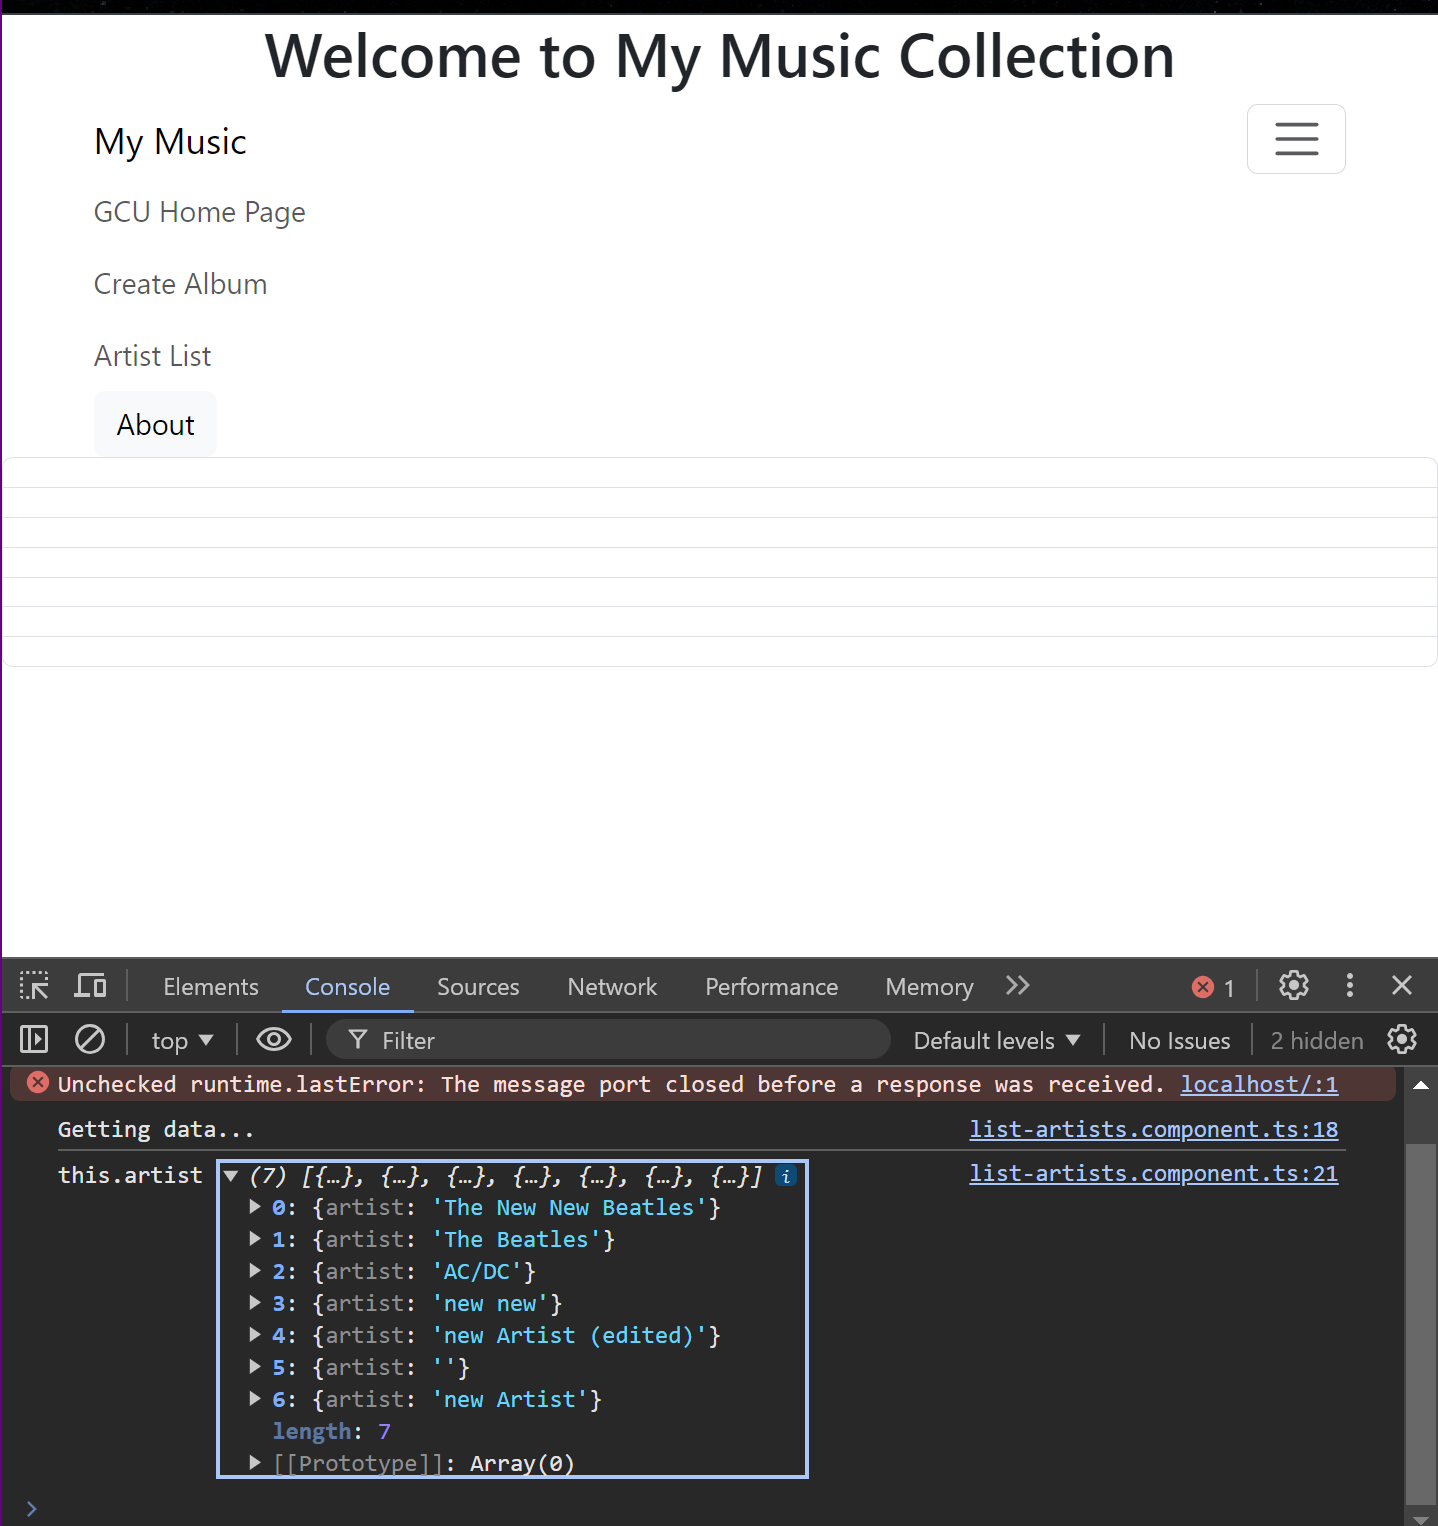 Welcome to My Music Collection
My Music
GCU Home Page
Create Album
Artist List
About
Elements Console Sources Network Performance Memory 1
top Filter Default levels No Issues 2 hidden
Unchecked runtime.lastError: The message port closed before a response was received. localhost/:1
Getting data... list-artists.component.ts:18
this.artist (7) [{…}, {…}, {…}, {…}, {…}, {…}, {…}] i list-artists.component.ts:21
0: {artist: 'The New New Beatles'}
1: {artist: 'The Beatles'}
2: {artist: 'AC/DC'}
3: {artist: 'new new'}
4: {artist: 'new Artist (edited)'}
5: {artist: ''}
6: {artist: 'new Artist'}
length: 7
[[Prototype]]: Array(0)